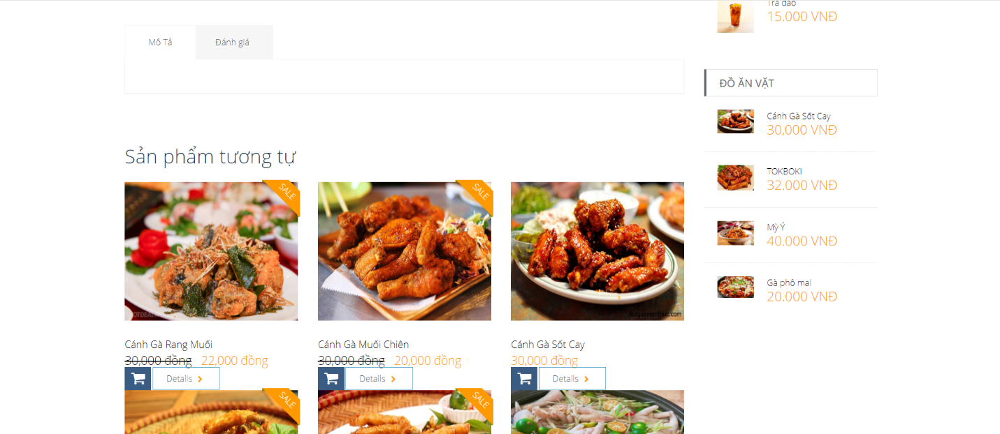 Mô Tả
Đánh giá
Sản phẩm tương tự
SALE
SALE
Cánh Gà Rang Muối
30,000 đồng 22,000 đồng
Details
Cánh Gà Muối Chiên
30,000 đồng 20,000 đồng
Details
Cánh Gà Sốt Cay
30,000 đồng
Details
SALE
SALE
Trà đào
15.000 VNĐ
ĐỒ ĂN VẶT
Cánh Gà Sốt Cay
30,000 VNĐ
TOKBOKI
32.000 VNĐ
Mỳ Ý
40.000 VNĐ
Gà phô mai
20.000 VNĐ